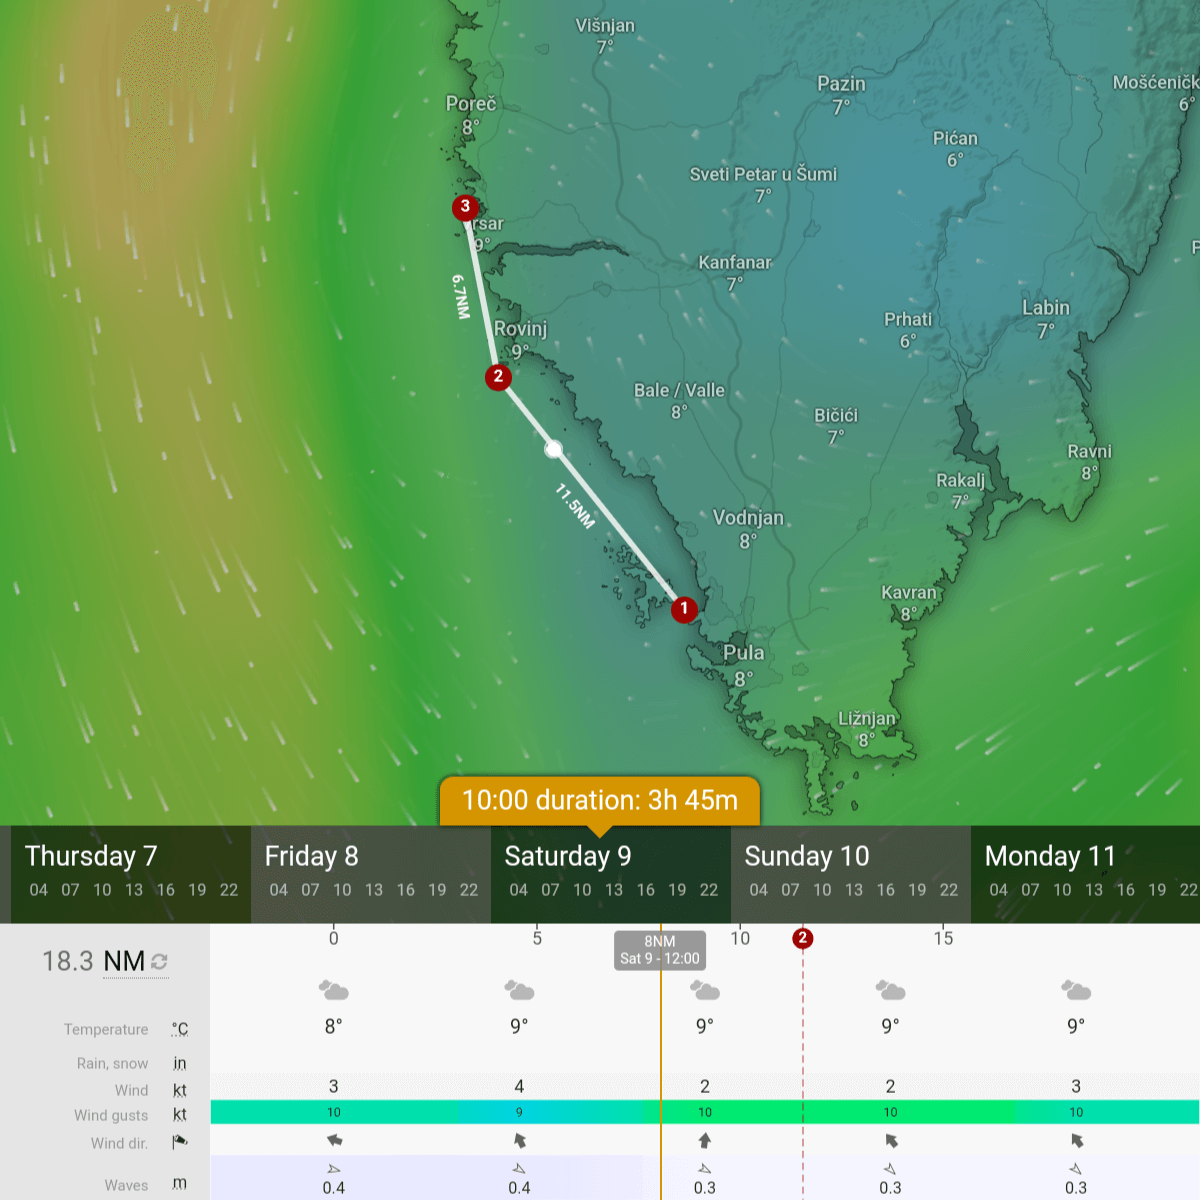 Višnjan
7°
Pazin
7°
Mošćeničk
6°
Poreč
8°
Pićan
6°
Sveti Petar u Šumi
7°
3
rsar
9°
Kanfanar
7°
6.7NM
Rovinj
9°
Prhati
6°
Labin
7°
2
Bale / Valle
8°
Bičići
7°
Ravni
8°
Rakalj
7°
11.5NM
Vodnjan
8°
Kavran
8°
1
Pula
8°
Ližnjan
8°
10:00 duration: 3h 45m
Thursday 7 Friday 8 Saturday 9 Sunday 10 Monday 11
04 07 10 13 16 19 22 04 07 10 13 16 19 22 04 07 10 13 16 19 22 04 07 10 13 16 19 22 04 07 10 13 16 19 22
0 5 10 2 15
8NM
Sat 9 - 12:00
18.3 NM
Temperature °C 8° 9° 9° 9° 9°
Rain, snow in
Wind kt 3 4 2 2 3
Wind gusts kt 10 9 10 10 10
Wind dir.
Waves m 0.4 0.4 0.3 0.3 0.3